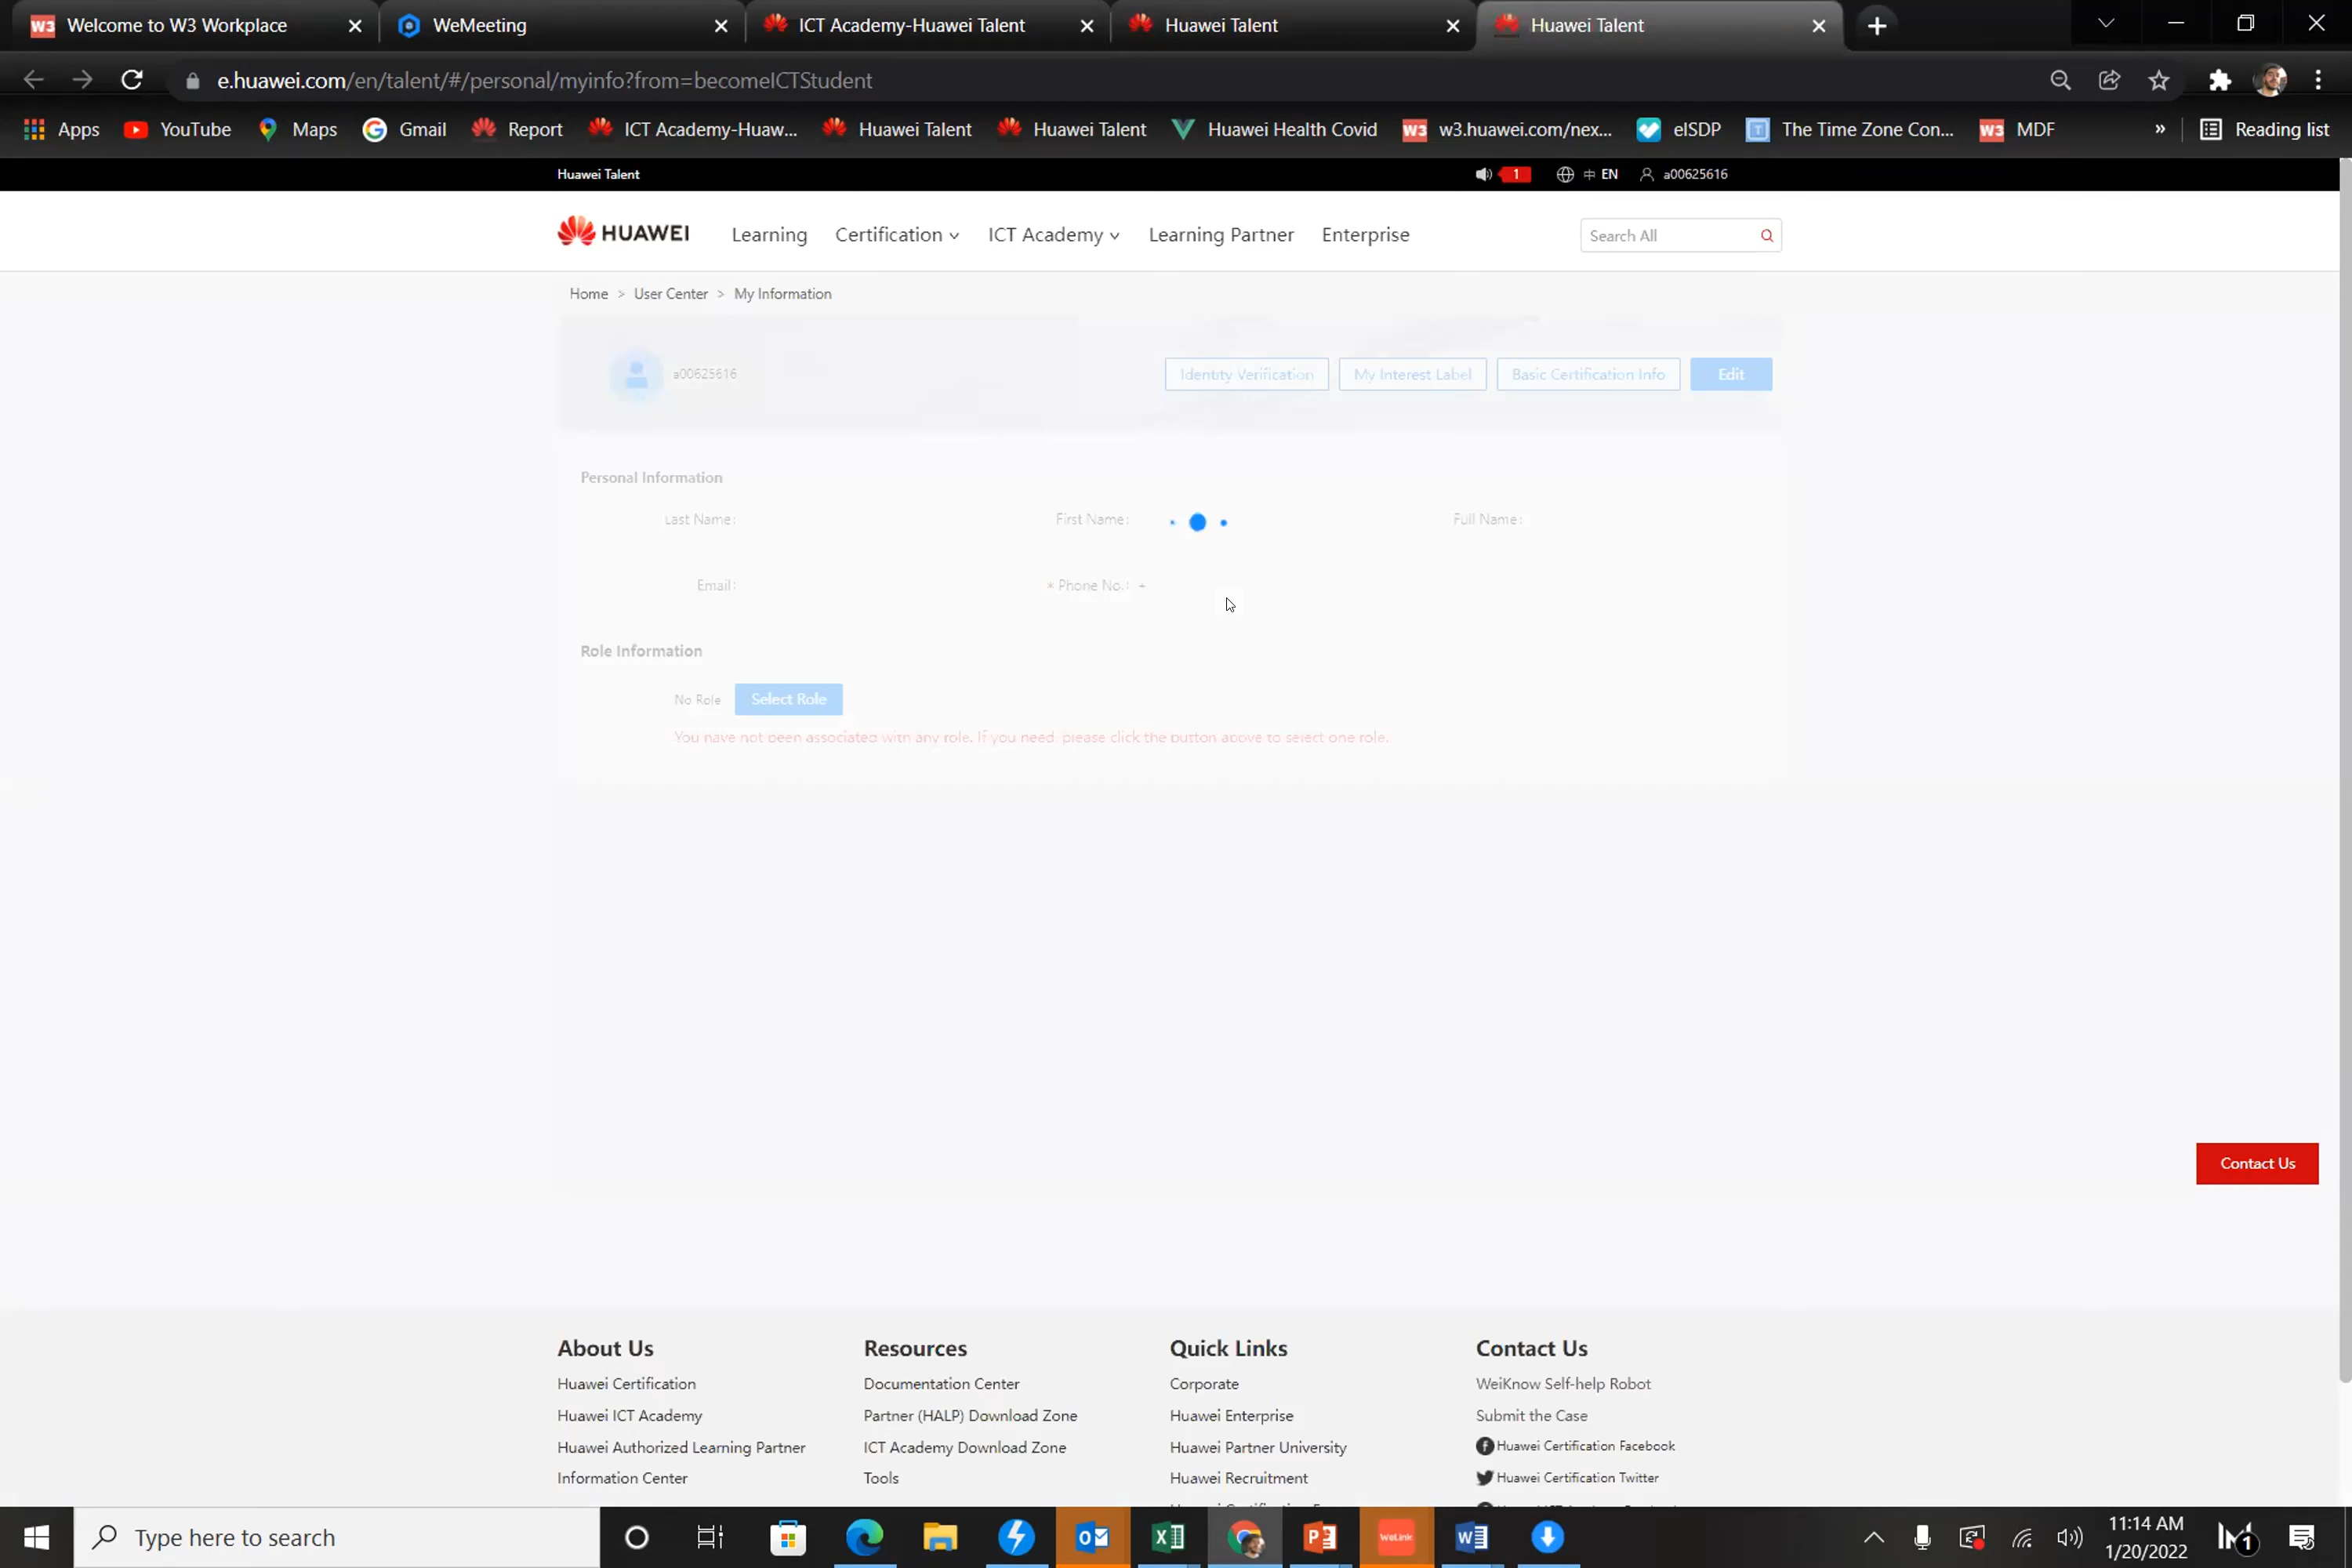 Welcome to W3 Workplace
WeMeeting
ICT Academy-Huawei Talent
Huawei Talent
Huawei Talent
e.huawei.com/en/talent/#/personal/myinfo?from=becomeICTStudent
Apps
YouTube
Maps
Gmail
Report
ICT Academy-Huaw...
Huawei Talent
Huawei Talent
Huawei Health Covid
w3.huawei.com/nex...
eISDP
The Time Zone Con...
MDF
»
Reading list
Huawei Talent
1
中 EN
a00625616
HUAWEI
Learning
Certification
ICT Academy
Learning Partner
Enterprise
Search All
Home > User Center > My Information
a00625616
Identity Verification
My Interest Label
Basic Certification Info
Edit
Personal Information
Last Name:
First Name:
Full Name:
Email:
* Phone No.: +
Role Information
No Role
Select Role
You have not been associated with any role. If you need, please click the button above to select one role.
Contact Us
About Us
Huawei Certification
Huawei ICT Academy
Huawei Authorized Learning Partner
Information Center
Resources
Documentation Center
Partner (HALP) Download Zone
ICT Academy Download Zone
Tools
Quick Links
Corporate
Huawei Enterprise
Huawei Partner University
Huawei Recruitment
Contact Us
WeiKnow Self-help Robot
Submit the Case
Huawei Certification Facebook
Huawei Certification Twitter
Type here to search
WeLink
11:14 AM
1/20/2022
1